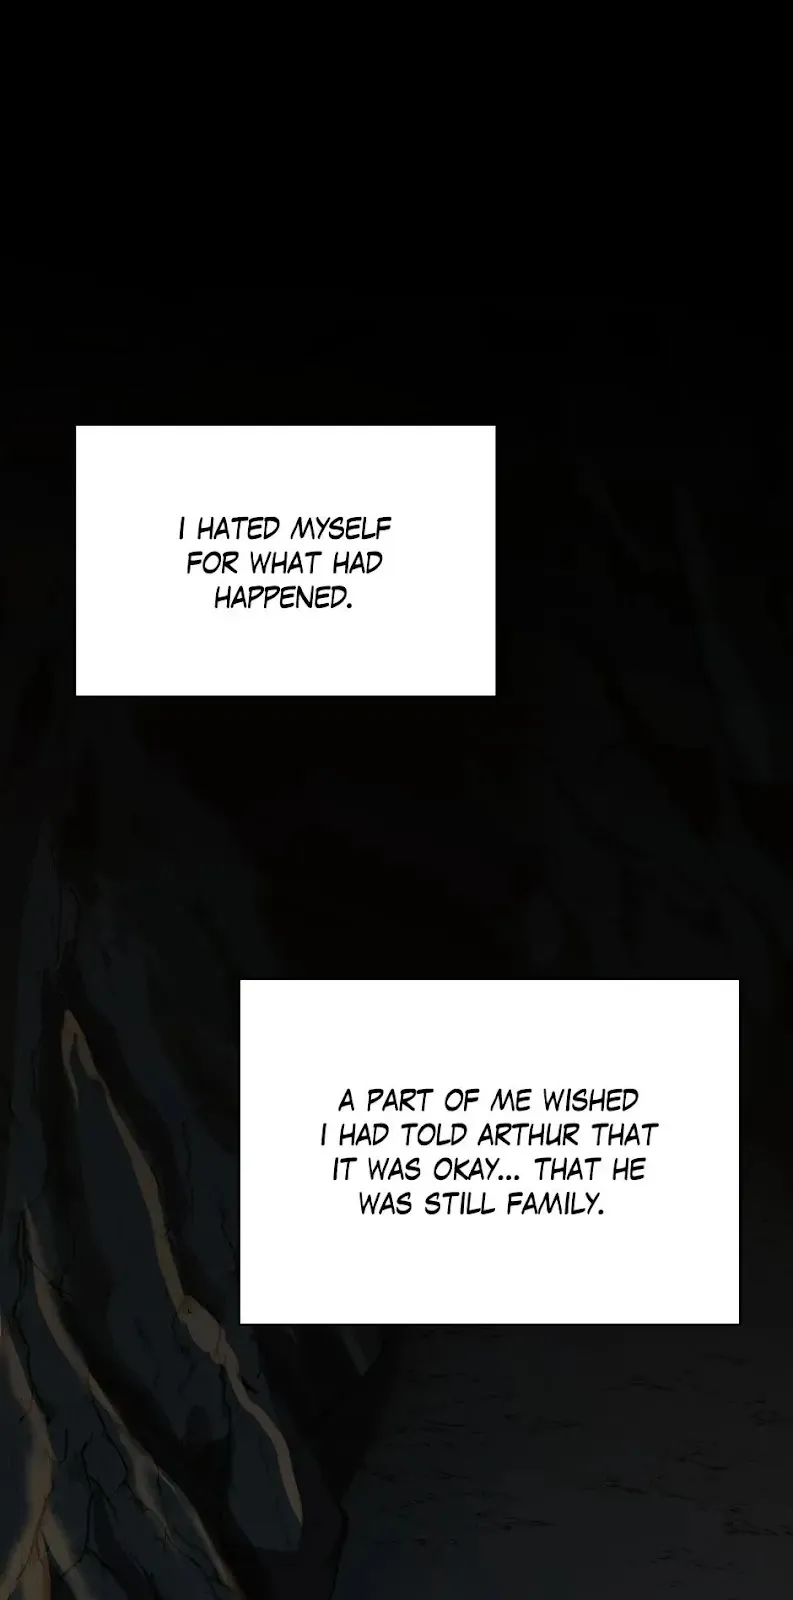 I HATED MYSELF
FOR WHAT HAD
HAPPENED.
A PART OF ME WISHED
I HAD TOLD ARTHUR THAT
IT WAS OKAY... THAT HE
WAS STILL FAMILY.